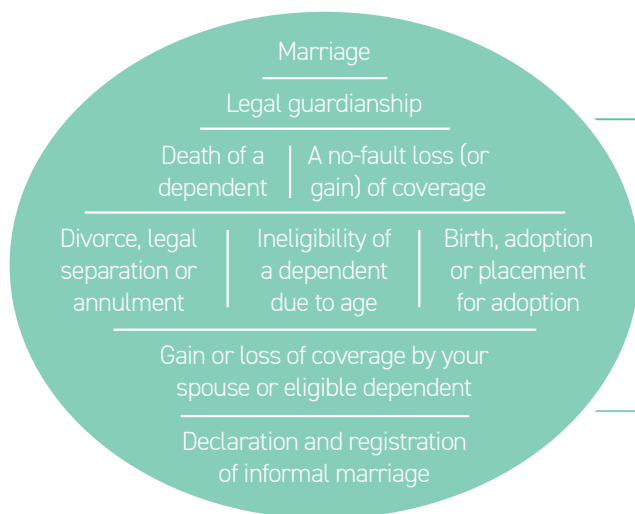 Marriage
Legal guardianship
Death of a
dependent
A no-fault loss (or
gain) of coverage
Divorce, legal
separation or
annulment
Ineligibility of
a dependent
due to age
Birth, adoption
or placement
for adoption
Gain or loss of coverage by your
spouse or eligible dependent
Declaration and registration
of informal marriage